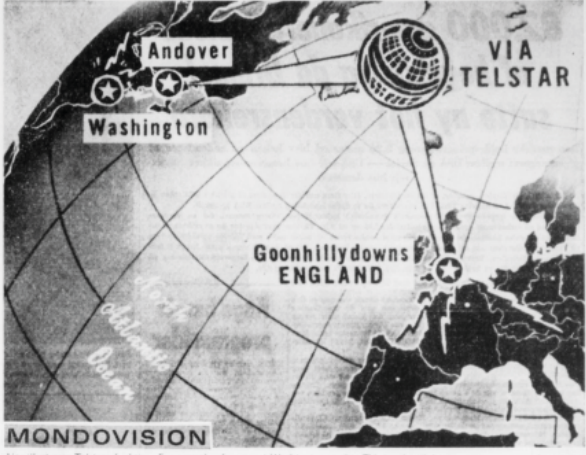 Andover
VIA
TELSTAR
Washington
Goonhillydowns
ENGLAND
North
Atlantic
Ocean
MONDOVISION